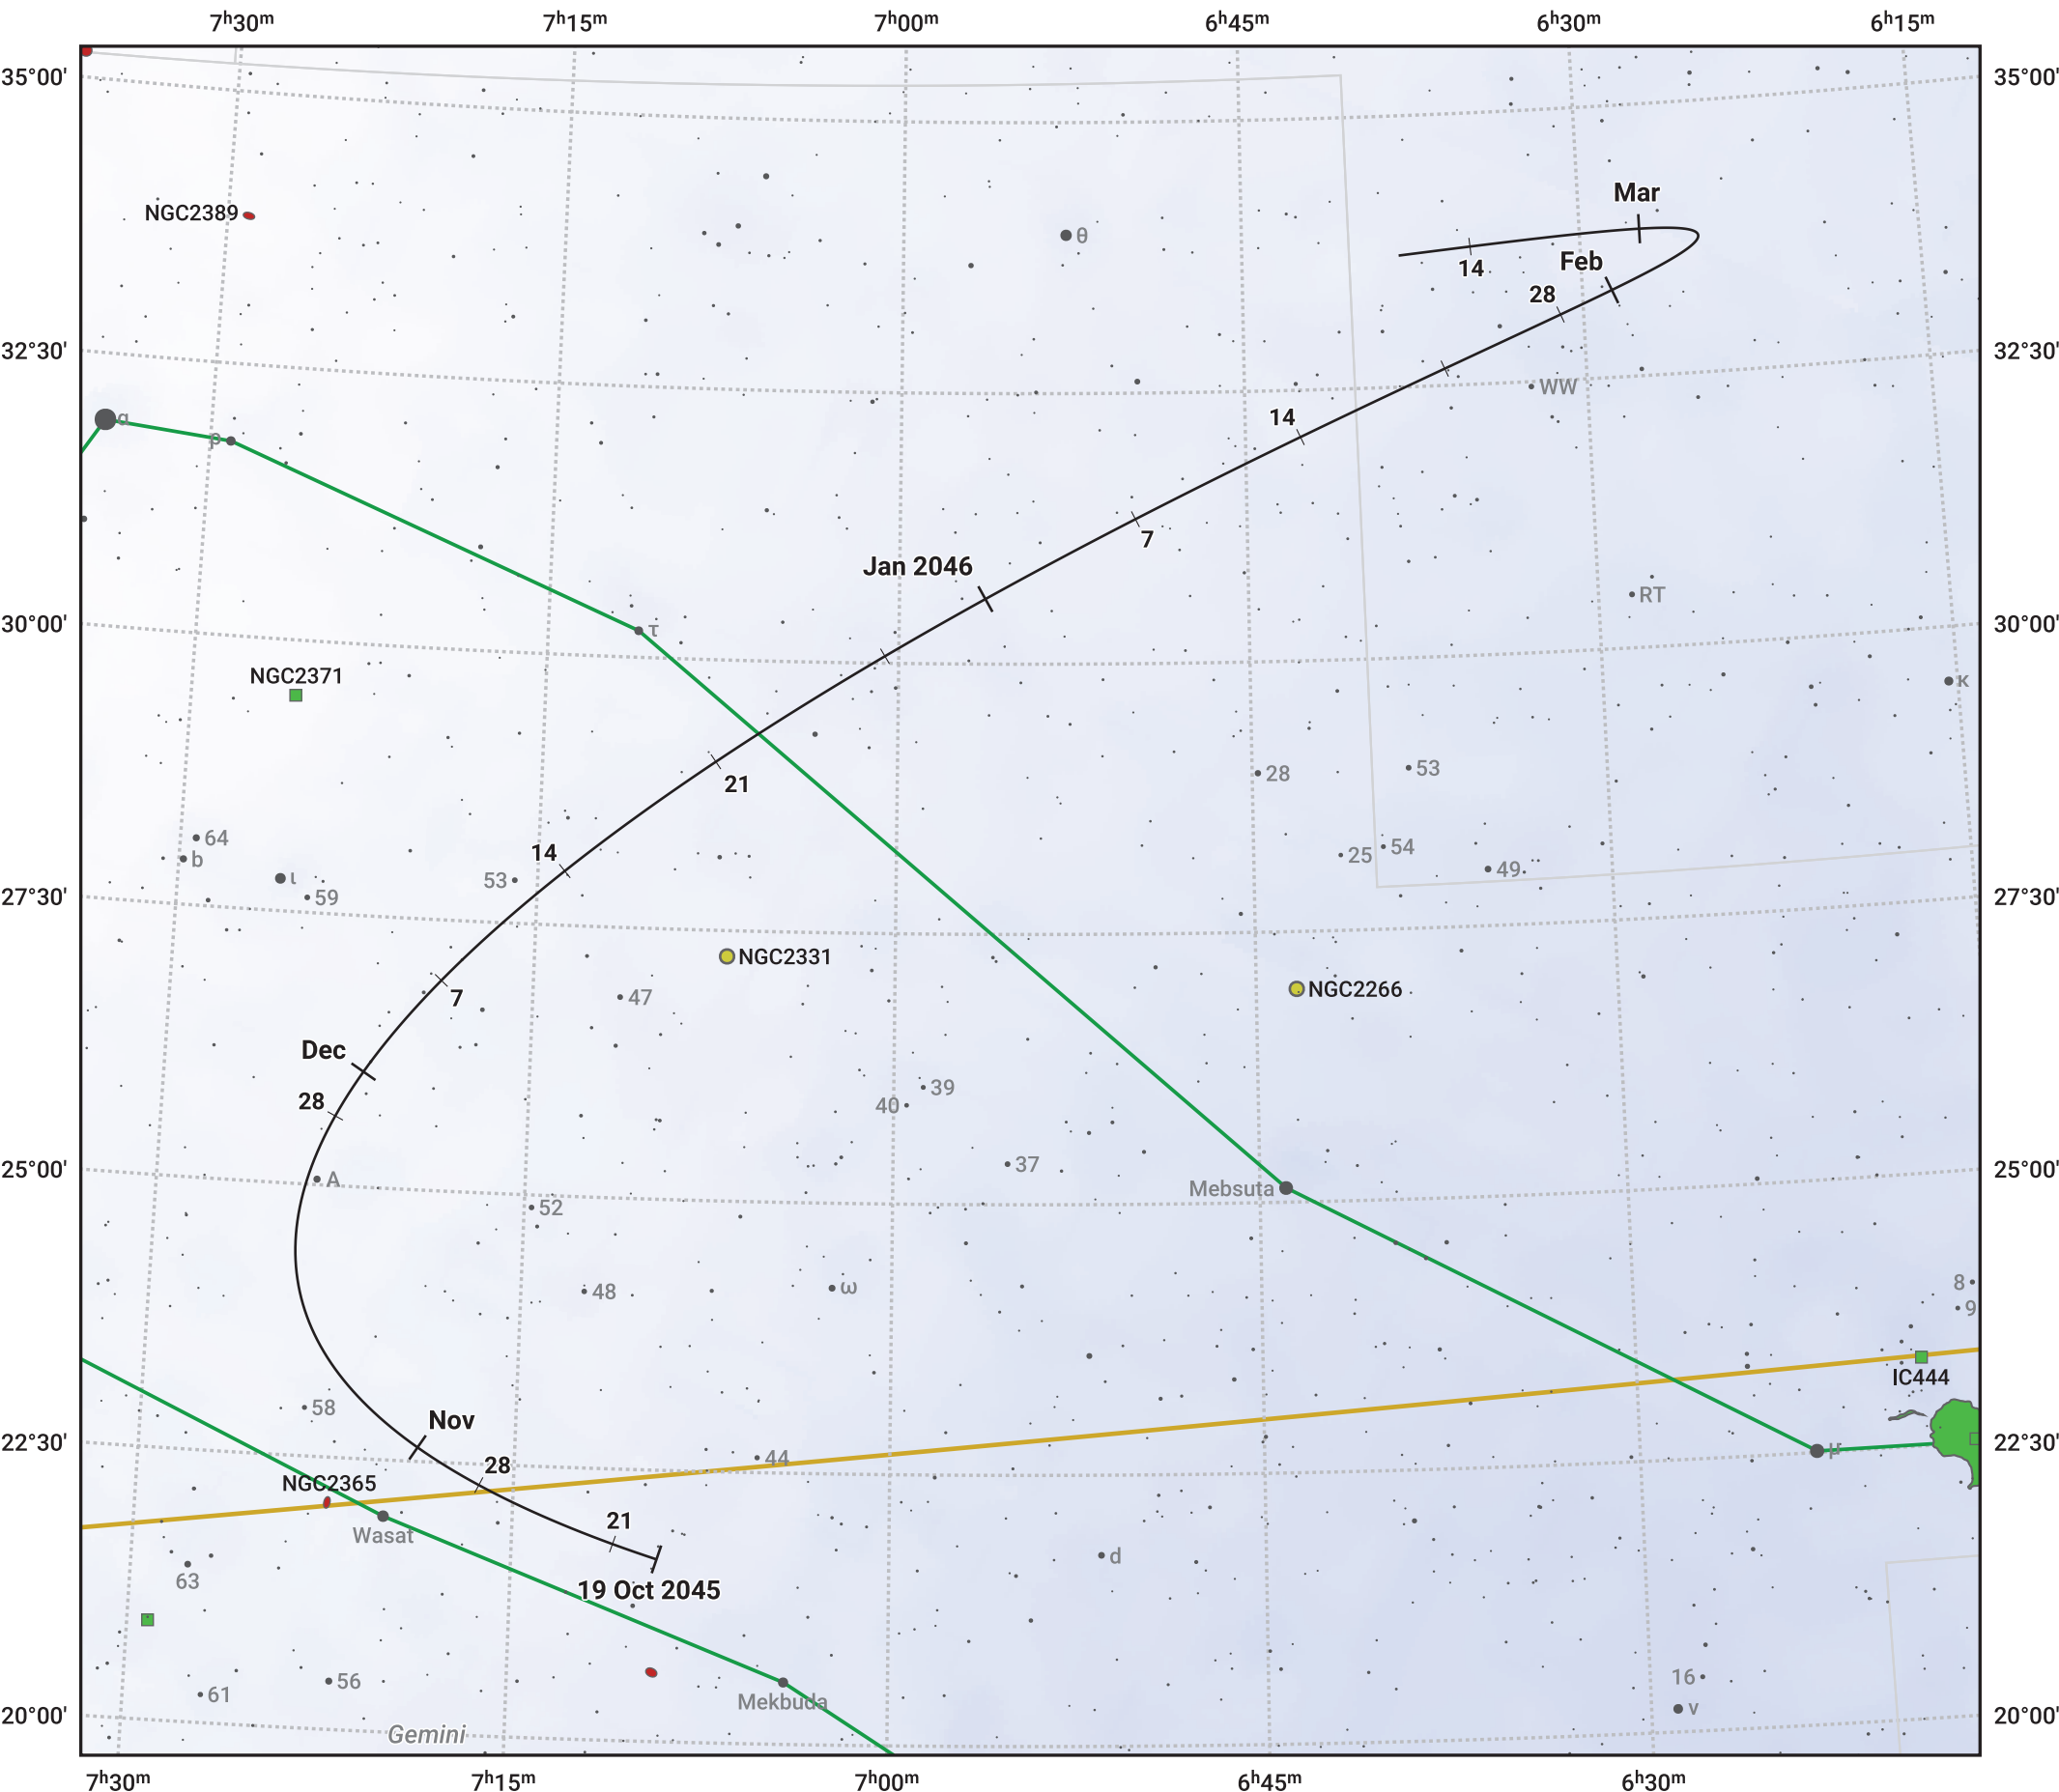 7ʰ30ᵐ 7ʰ15ᵐ 7ʰ00ᵐ 6ʰ45ᵐ 6ʰ30ᵐ 6ʰ15ᵐ
35°00' 35°00'
Mar
NGC2389
θ
Feb
14
28
32°30' 32°30'
WW
α
14
β
7
Jan 2046
RT
30°00' 30°00'
τ
NGC2371
κ
28
53
21
64
14
54
25
b
49
ι
53
59
27°30' 27°30'
NGC2331
NGC2266
47
7
Dec
39
28
40
37
25°00' 25°00'
A
Mebsuta
52
8
ω
48
9
IC444
58
Nov
22°30' 22°30'
μ
44
28
NGC2365
21
Wasat
d
63
19 Oct 2045
16
56
61
Mekbuda
ν
20°00' 20°00'
Gemini
7ʰ30ᵐ 7ʰ15ᵐ 7ʰ00ᵐ 6ʰ45ᵐ 6ʰ30ᵐ